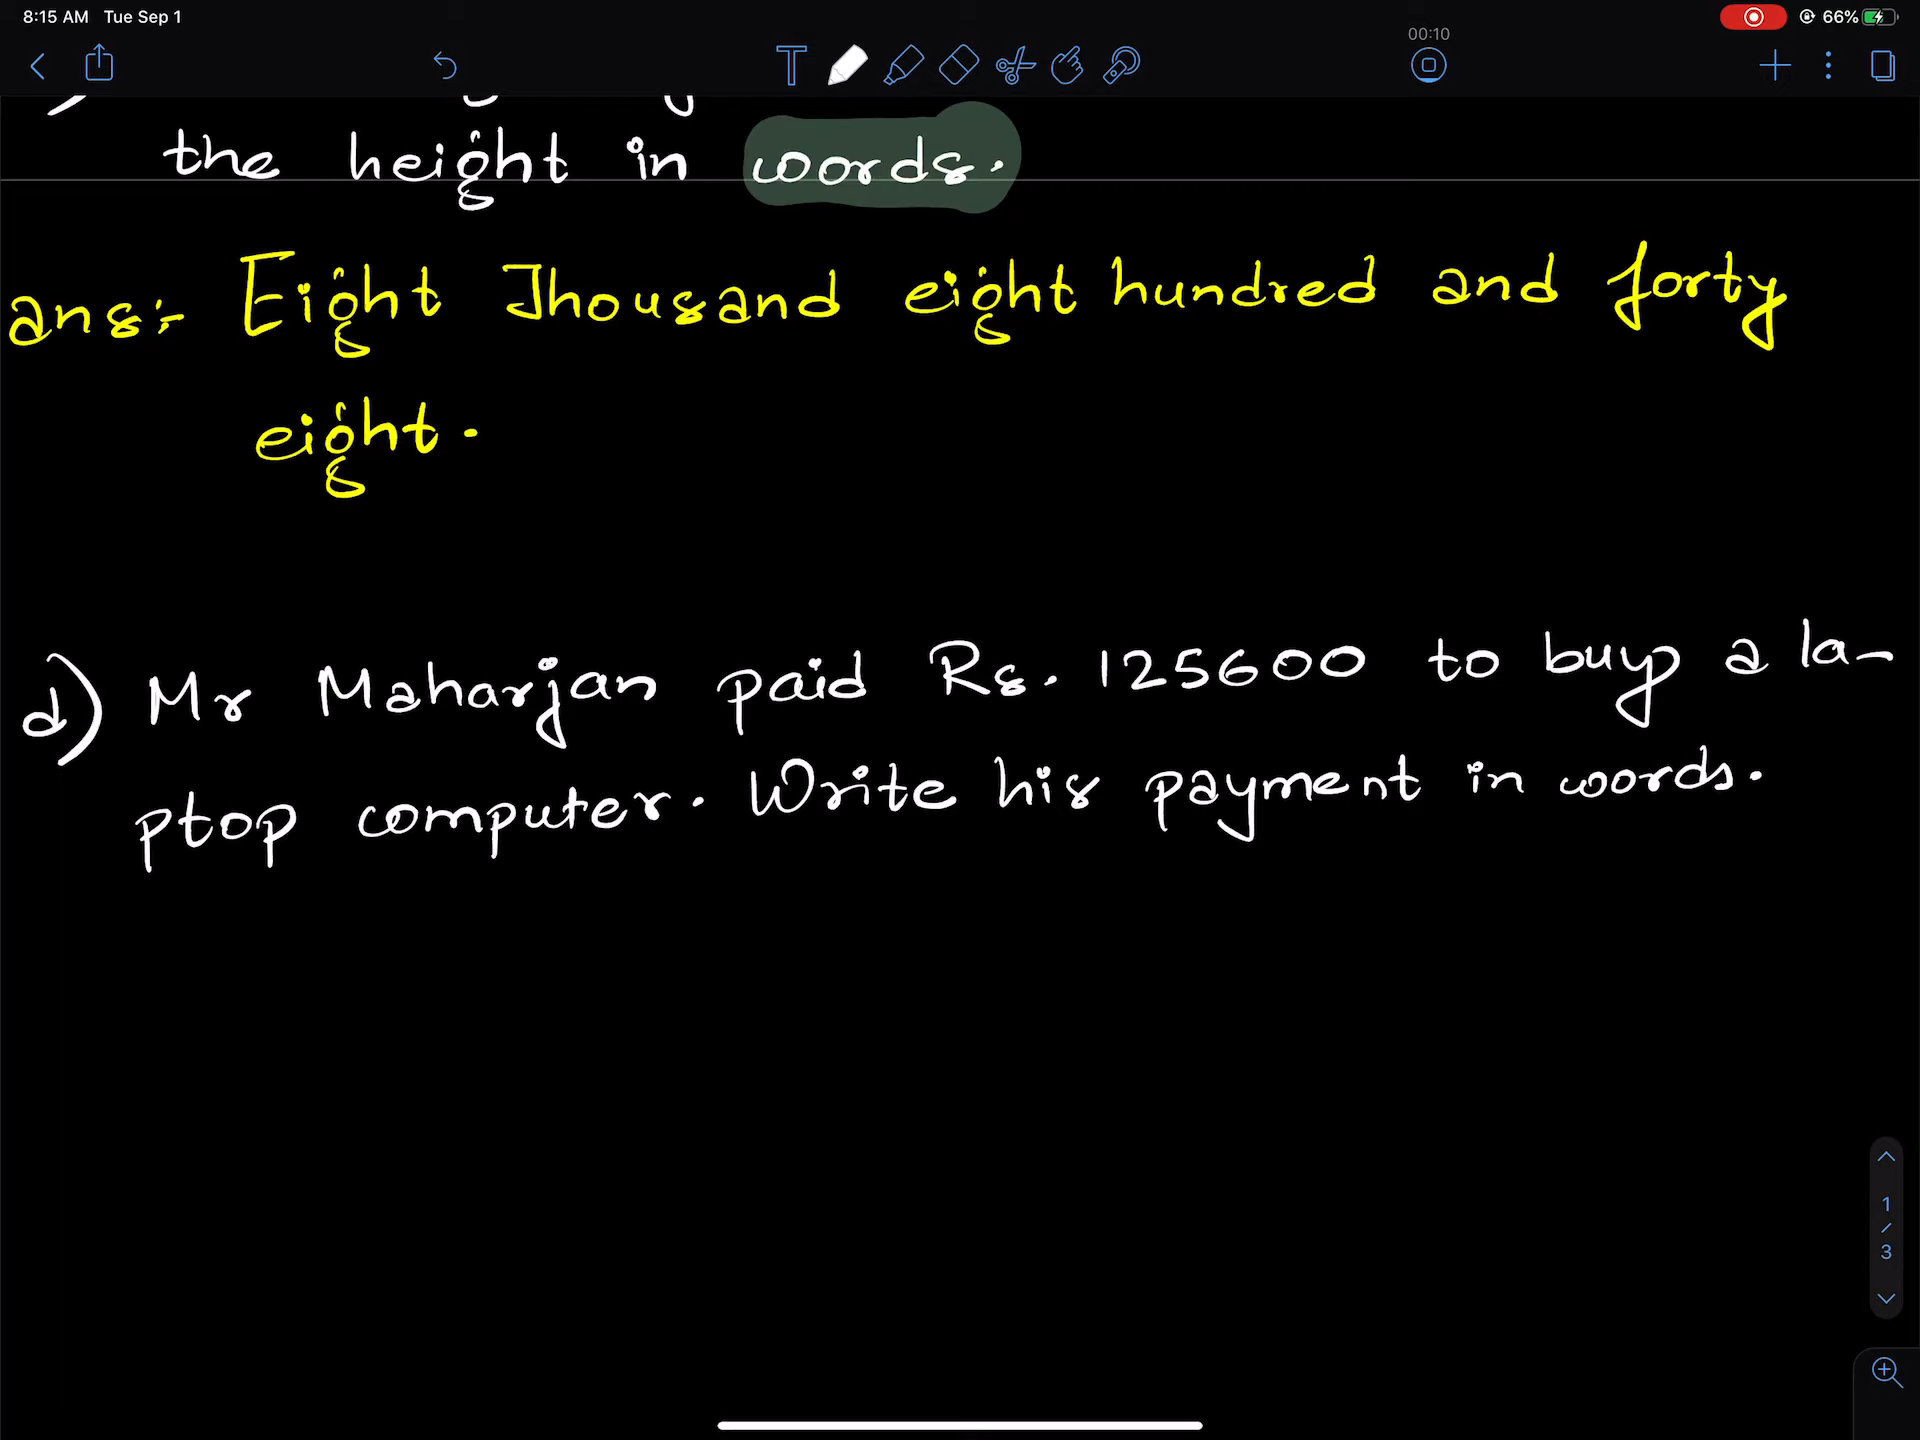 8:15 AM Tue Sep 1
66%
00:10
the height in words.
ans:- Eight Thousand eight hundred and forty
eight.
d) Mr Maharjan paid Rs. 125600 to buy a la-
ptop computer. Write his payment in words.
1
/
3